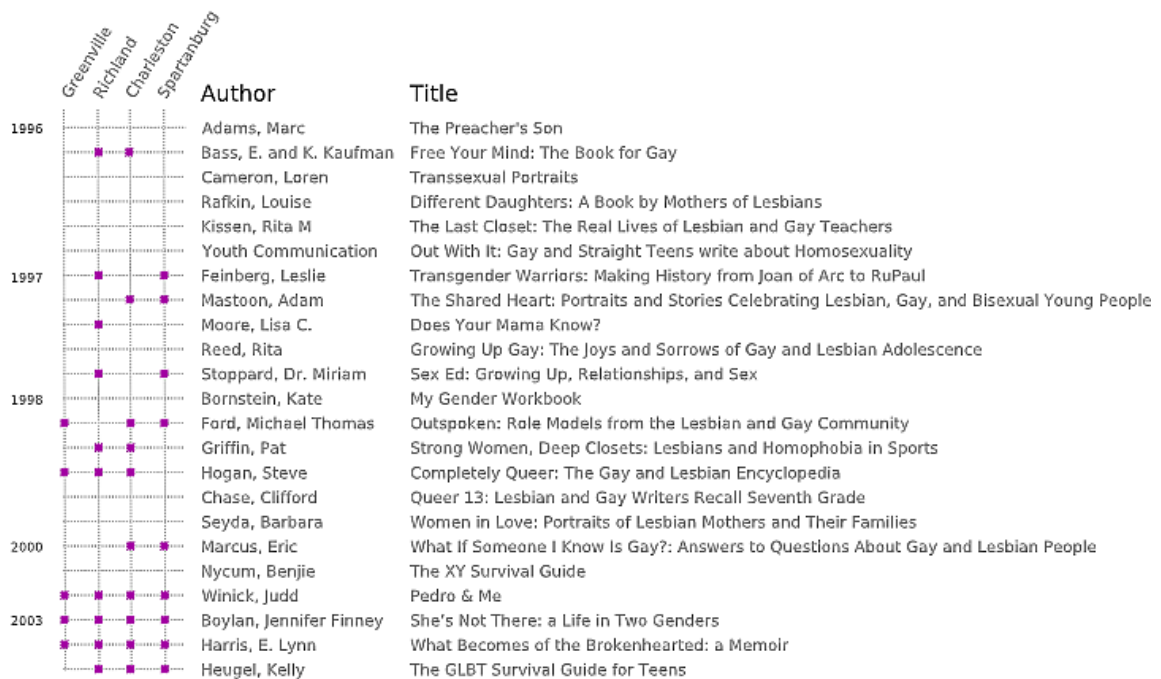 Greenville Richland Charleston Spartanburg
Author Title
1996 Adams, Marc The Preacher's Son
Bass, E. and K. Kaufman Free Your Mind: The Book for Gay
Cameron, Loren Transsexual Portraits
Rafkin, Louise Different Daughters: A Book by Mothers of Lesbians
Kissen, Rita M The Last Closet: The Real Lives of Lesbian and Gay Teachers
Youth Communication Out With It: Gay and Straight Teens write about Homosexuality
1997 Feinberg, Leslie Transgender Warriors: Making History from Joan of Arc to RuPaul
Mastoon, Adam The Shared Heart: Portraits and Stories Celebrating Lesbian, Gay, and Bisexual Young People
Moore, Lisa C. Does Your Mama Know?
Reed, Rita Growing Up Gay: The Joys and Sorrows of Gay and Lesbian Adolescence
Stoppard, Dr. Miriam Sex Ed: Growing Up, Relationships, and Sex
1998 Bornstein, Kate My Gender Workbook
Ford, Michael Thomas Outspoken: Role Models from the Lesbian and Gay Community
Griffin, Pat Strong Women, Deep Closets: Lesbians and Homophobia in Sports
Hogan, Steve Completely Queer: The Gay and Lesbian Encyclopedia
Chase, Clifford Queer 13: Lesbian and Gay Writers Recall Seventh Grade
Seyda, Barbara Women in Love: Portraits of Lesbian Mothers and Their Families
2000 Marcus, Eric What If Someone I Know Is Gay?: Answers to Questions About Gay and Lesbian People
Nycum, Benjie The XY Survival Guide
Winick, Judd Pedro & Me
2003 Boylan, Jennifer Finney She's Not There: a Life in Two Genders
Harris, E. Lynn What Becomes of the Brokenhearted: a Memoir
Heugel, Kelly The GLBT Survival Guide for Teens